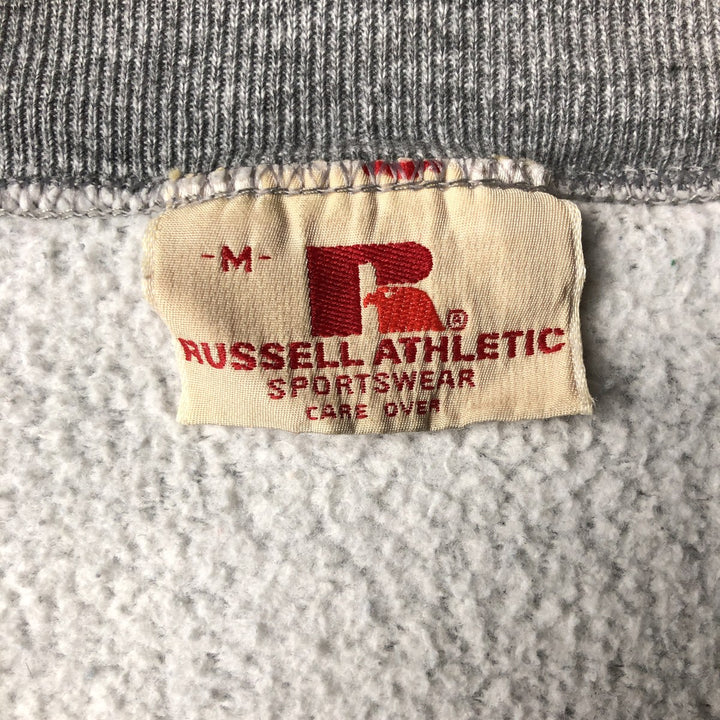 -M-
R®
RUSSELL ATHLETIC
SPORTSWEAR
CARE OVER